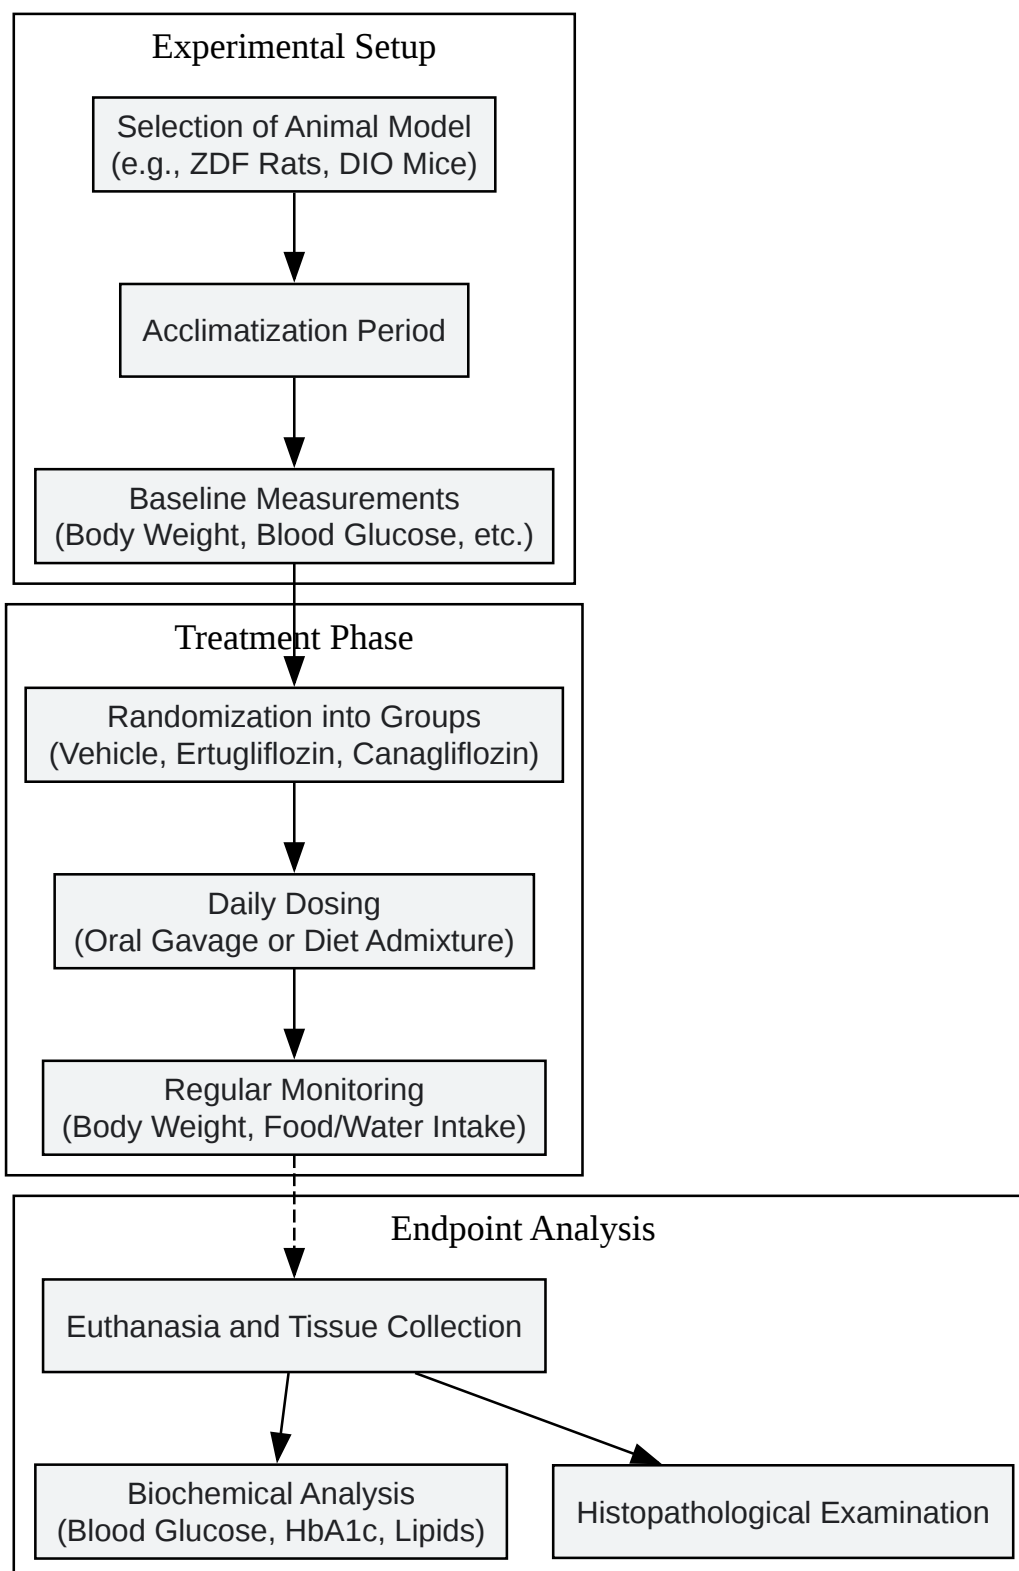 Experimental Setup
Selection of Animal Model
(e.g., ZDF Rats, DIO Mice)
Acclimatization Period
Baseline Measurements
(Body Weight, Blood Glucose, etc.)
Treatment Phase
Randomization into Groups
(Vehicle, Ertugliflozin, Canagliflozin)
Daily Dosing
(Oral Gavage or Diet Admixture)
Regular Monitoring
(Body Weight, Food/Water Intake)
Endpoint Analysis
Euthanasia and Tissue Collection
Biochemical Analysis
(Blood Glucose, HbA1c, Lipids)
Histopathological Examination